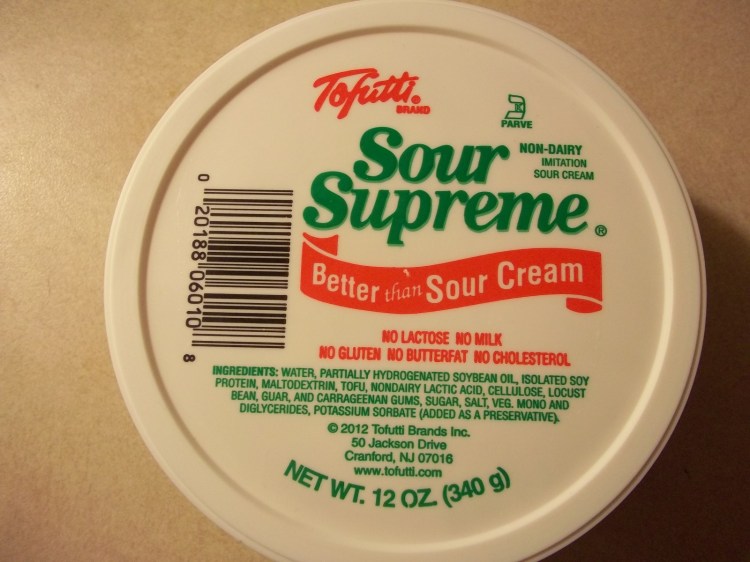 Tofutti®
BRAND
K
PARVE
Sour
Supreme®
NON-DAIRY
IMITATION
SOUR CREAM
Better than Sour Cream
NO LACTOSE NO MILK
NO GLUTEN NO BUTTERFAT NO CHOLESTEROL
INGREDIENTS: WATER, PARTIALLY HYDROGENATED SOYBEAN OIL, ISOLATED SOY
PROTEIN, MALTODEXTRIN, TOFU, NONDAIRY LACTIC ACID, CELLULOSE, LOCUST
BEAN, GUAR, AND CARRAGEENAN GUMS, SUGAR, SALT, VEG. MONO AND
DIGLYCERIDES, POTASSIUM SORBATE (ADDED AS A PRESERVATIVE).
© 2012 Tofutti Brands Inc.
50 Jackson Drive
Cranford, NJ 07016
www.tofutti.com
NET WT. 12 OZ. (340 g)
0 20188 06010 8